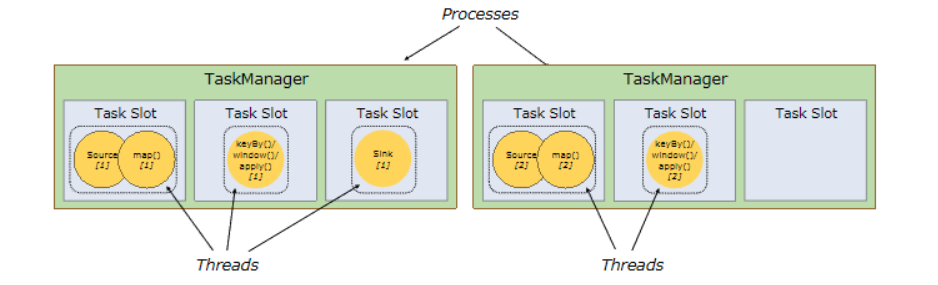 Processes
TaskManager
Task Slot
Source
[1]
map()
[1]
Task Slot
keyBy()/
window()/
apply()
[1]
Task Slot
Sink
[1]
TaskManager
Task Slot
Source
[2]
map()
[2]
Task Slot
keyBy()/
window()/
apply()
[2]
Task Slot
Threads
Threads